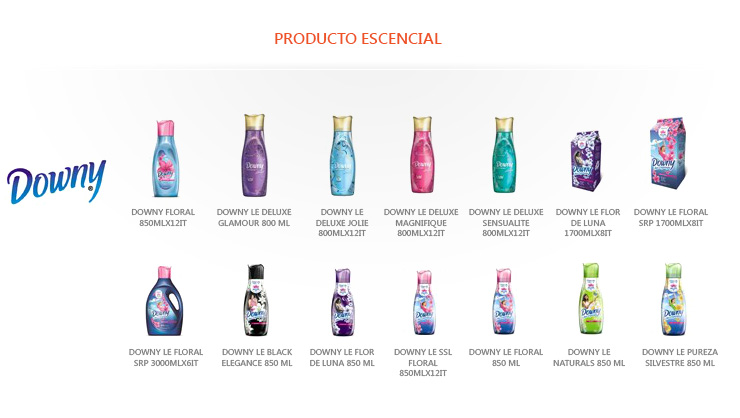 PRODUCTO ESCENCIAL
Downy
DOWNY FLORAL
850MLX12IT
DOWNY LE DELUXE
GLAMOUR 800 ML
DOWNY LE
DELUXE JOLIE
800MLX12IT
DOWNY LE DELUXE
MAGNIFIQUE
800MLX12IT
DOWNY LE DELUXE
SENSUALITE
800MLX12IT
DOWNY LE FLOR
DE LUNA
1700MLX8IT
DOWNY LE FLORAL
SRP 1700MLX8IT
DOWNY LE FLORAL
SRP 3000MLX6IT
DOWNY LE BLACK
ELEGANCE 850 ML
DOWNY LE FLOR
DE LUNA 850 ML
DOWNY LE SSL
FLORAL
850MLX12IT
DOWNY LE FLORAL
850 ML
DOWNY LE
NATURALS 850 ML
DOWNY LE PUREZA
SILVESTRE 850 ML